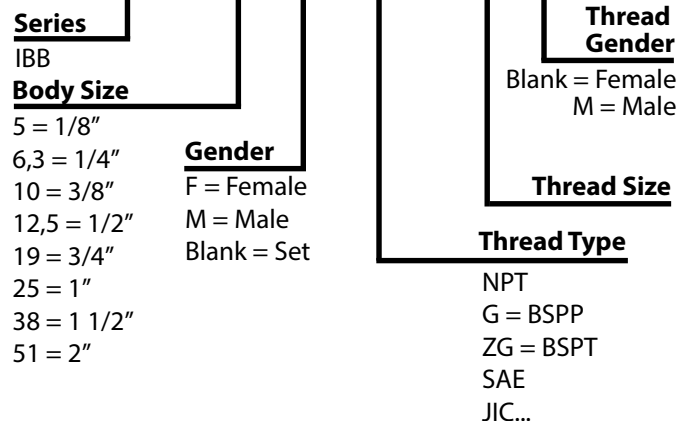 Series
IBB
Body Size
5 = 1/8”
6,3 = 1/4”
10 = 3/8”
12,5 = 1/2”
19 = 3/4”
25 = 1”
38 = 1 1/2”
51 = 2”
Gender
F = Female
M = Male
Blank = Set
Thread
Gender
Blank = Female
M = Male
Thread Size
Thread Type
NPT
G = BSPP
ZG = BSPT
SAE
JIC...